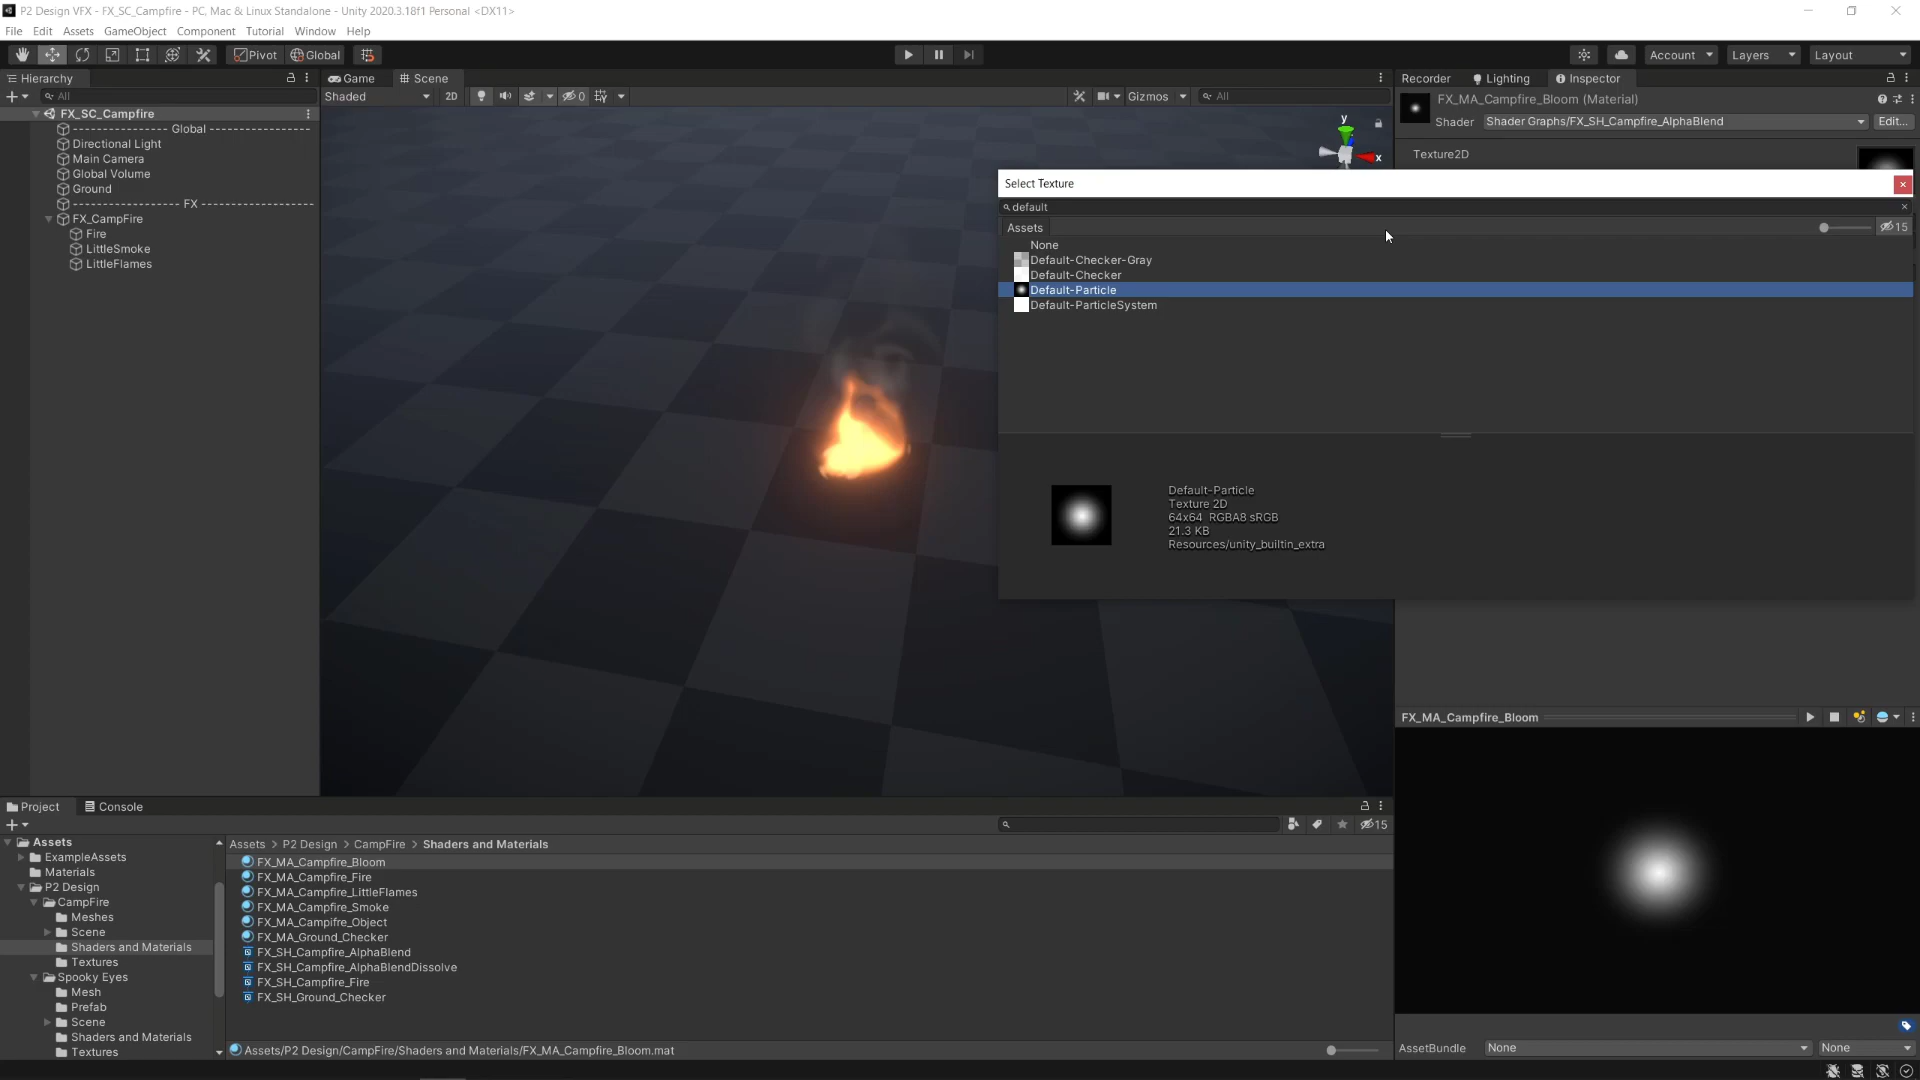 P2 Design VFX - FX_SC_Campfire - PC, Mac & Linux Standalone - Unity 2020.3.18f1 Personal <DX11>
File Edit Assets GameObject Component Tutorial Window Help
Pivot Global Account Layers Layout
Hierarchy
All
FX_SC_Campfire
---------------- Global ----------------
Directional Light
Main Camera
Global Volume
Ground
------------------ FX ------------------
FX_CampFire
Fire
LittleSmoke
LittleFlames
Game Scene
Shaded 2D 0 Gizmos All
y
x
Recorder Lighting Inspector
FX_MA_Campfire_Bloom (Material)
Shader Shader Graphs/FX_SH_Campfire_AlphaBlend Edit...
Texture2D
Select Texture
default
Assets 15
None
Default-Checker-Gray
Default-Checker
Default-Particle
Default-ParticleSystem
Default-Particle
Texture 2D
64x64 RGBA8 sRGB
21.3 KB
Resources/unity_builtin_extra
FX_MA_Campfire_Bloom
AssetBundle None None
Project Console
15
Assets
ExampleAssets
Materials
P2 Design
CampFire
Meshes
Scene
Shaders and Materials
Textures
Spooky Eyes
Mesh
Prefab
Scene
Shaders and Materials
Textures
Assets > P2 Design > CampFire > Shaders and Materials
FX_MA_Campfire_Bloom
FX_MA_Campfire_Fire
FX_MA_Campfire_LittleFlames
FX_MA_Campfire_Smoke
FX_MA_Campifre_Object
FX_MA_Ground_Checker
FX_SH_Campfire_AlphaBlend
FX_SH_Campfire_AlphaBlendDissolve
FX_SH_Campfire_Fire
FX_SH_Ground_Checker
Assets/P2 Design/CampFire/Shaders and Materials/FX_MA_Campfire_Bloom.mat